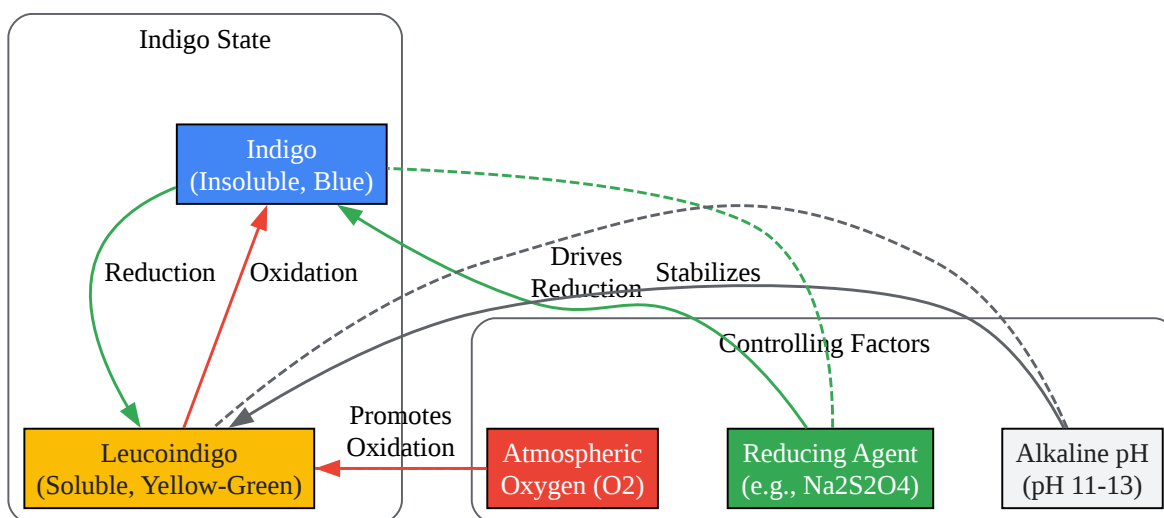 Indigo State
Indigo
(Insoluble, Blue)
Reduction
Oxidation
Drives
Reduction
Stabilizes
Controlling Factors
Promotes
Oxidation
Leucoindigo
(Soluble, Yellow-Green)
Atmospheric
Oxygen (O2)
Reducing Agent
(e.g., Na2S2O4)
Alkaline pH
(pH 11-13)